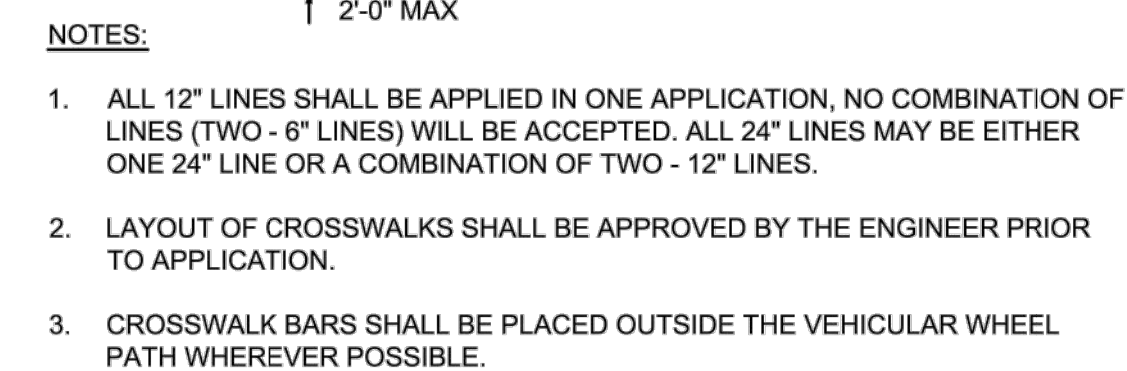 2'-0" MAX
NOTES:
1. ALL 12" LINES SHALL BE APPLIED IN ONE APPLICATION, NO COMBINATION OF
LINES (TWO - 6" LINES) WILL BE ACCEPTED. ALL 24" LINES MAY BE EITHER
ONE 24" LINE OR A COMBINATION OF TWO - 12" LINES.
2. LAYOUT OF CROSSWALKS SHALL BE APPROVED BY THE ENGINEER PRIOR
TO APPLICATION.
3. CROSSWALK BARS SHALL BE PLACED OUTSIDE THE VEHICULAR WHEEL
PATH WHEREVER POSSIBLE.